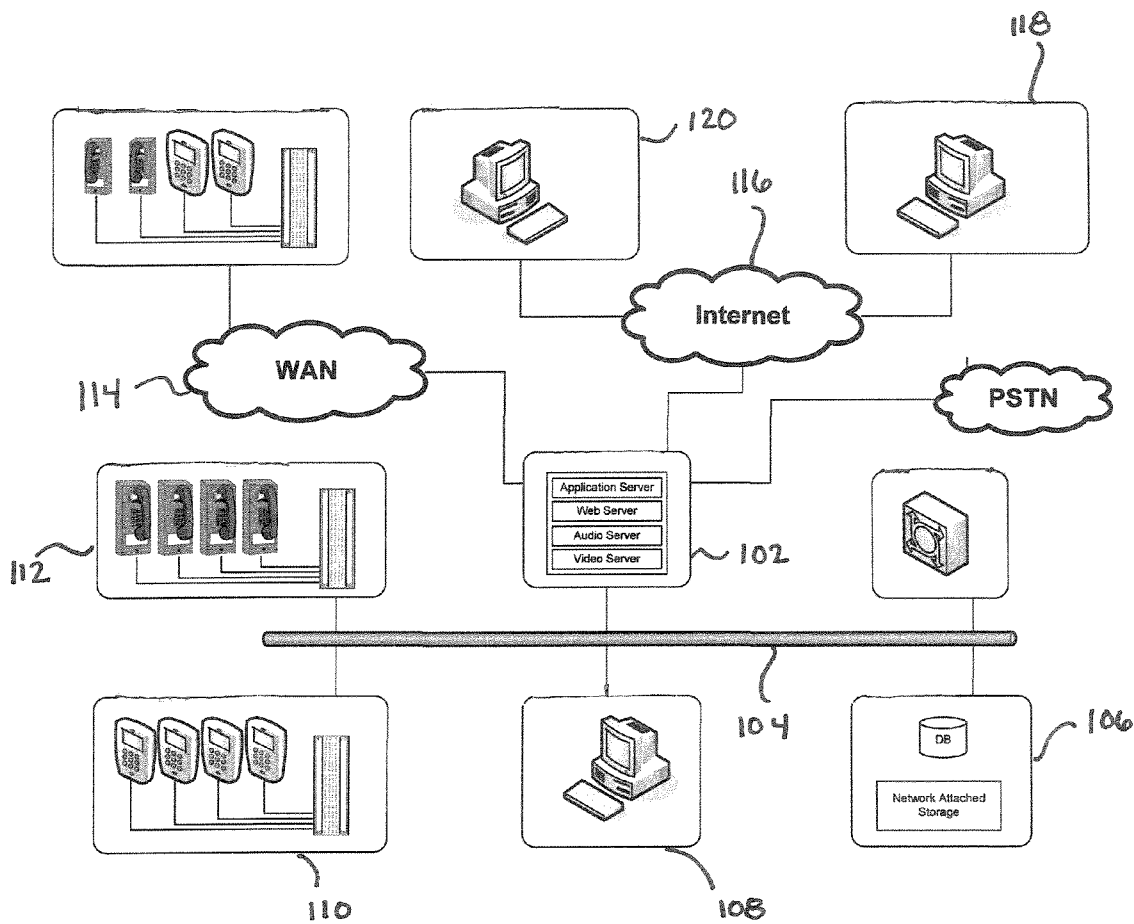 118
120
116
Internet
WAN
114
PSTN
Application Server
Web Server
Audio Server
Video Server
102
112
104
106
DB
Network Attached
Storage
110
108